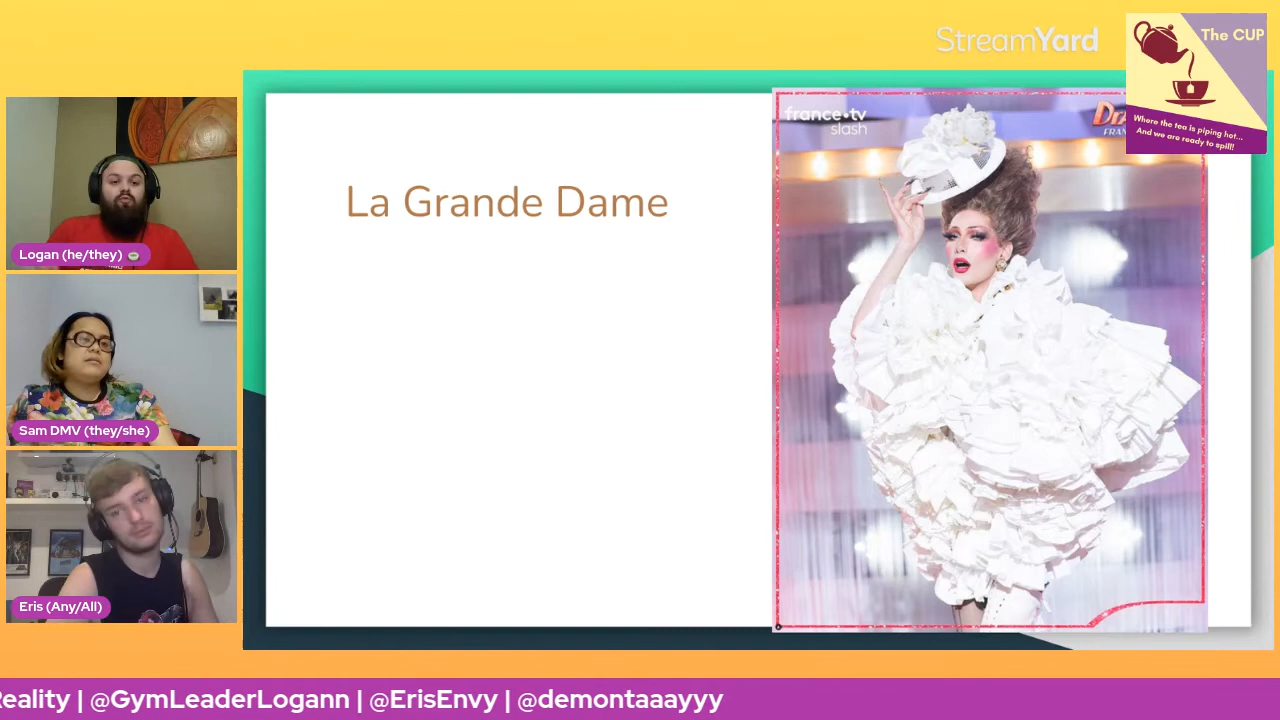 StreamYard
The CUP
Where the tea is piping hot...
And we are ready to spill!
france•tv
slash
La Grande Dame
Logan (he/they) 🍵
Sam DMV (they/she)
Eris (Any/All)
| @GymLeaderLogann | @ErisEnvy | @demontaaayyy